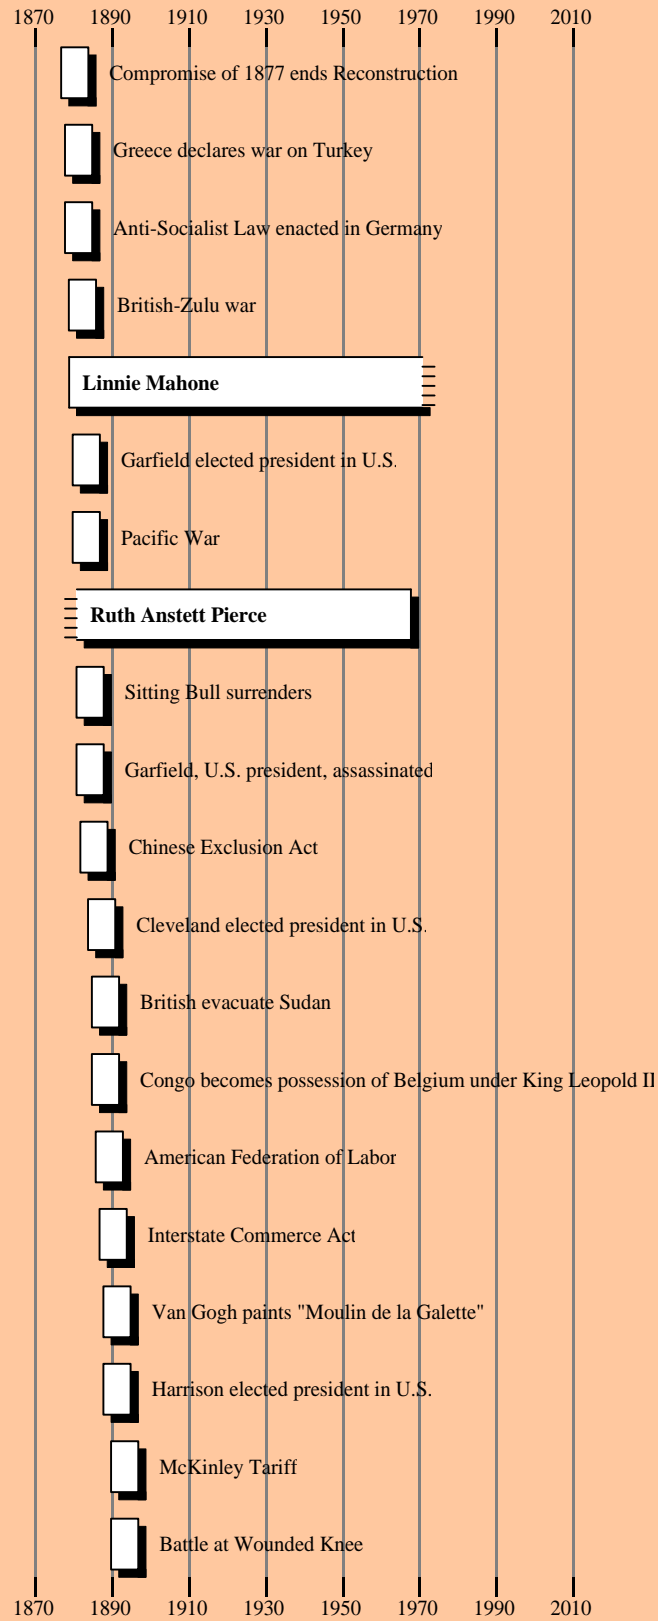 1870 1890 1910 1930 1950 1970 1990 2010
Compromise of 1877 ends Reconstruction
Greece declares war on Turkey
Anti-Socialist Law enacted in Germany
British-Zulu war
Linnie Mahone
Garfield elected president in U.S.
Pacific War
Ruth Anstett Pierce
Sitting Bull surrenders
Garfield, U.S. president, assassinated
Chinese Exclusion Act
Cleveland elected president in U.S.
British evacuate Sudan
Congo becomes possession of Belgium under King Leopold II
American Federation of Labor
Interstate Commerce Act
Van Gogh paints "Moulin de la Galette"
Harrison elected president in U.S.
McKinley Tariff
Battle at Wounded Knee
1870 1890 1910 1930 1950 1970 1990 2010